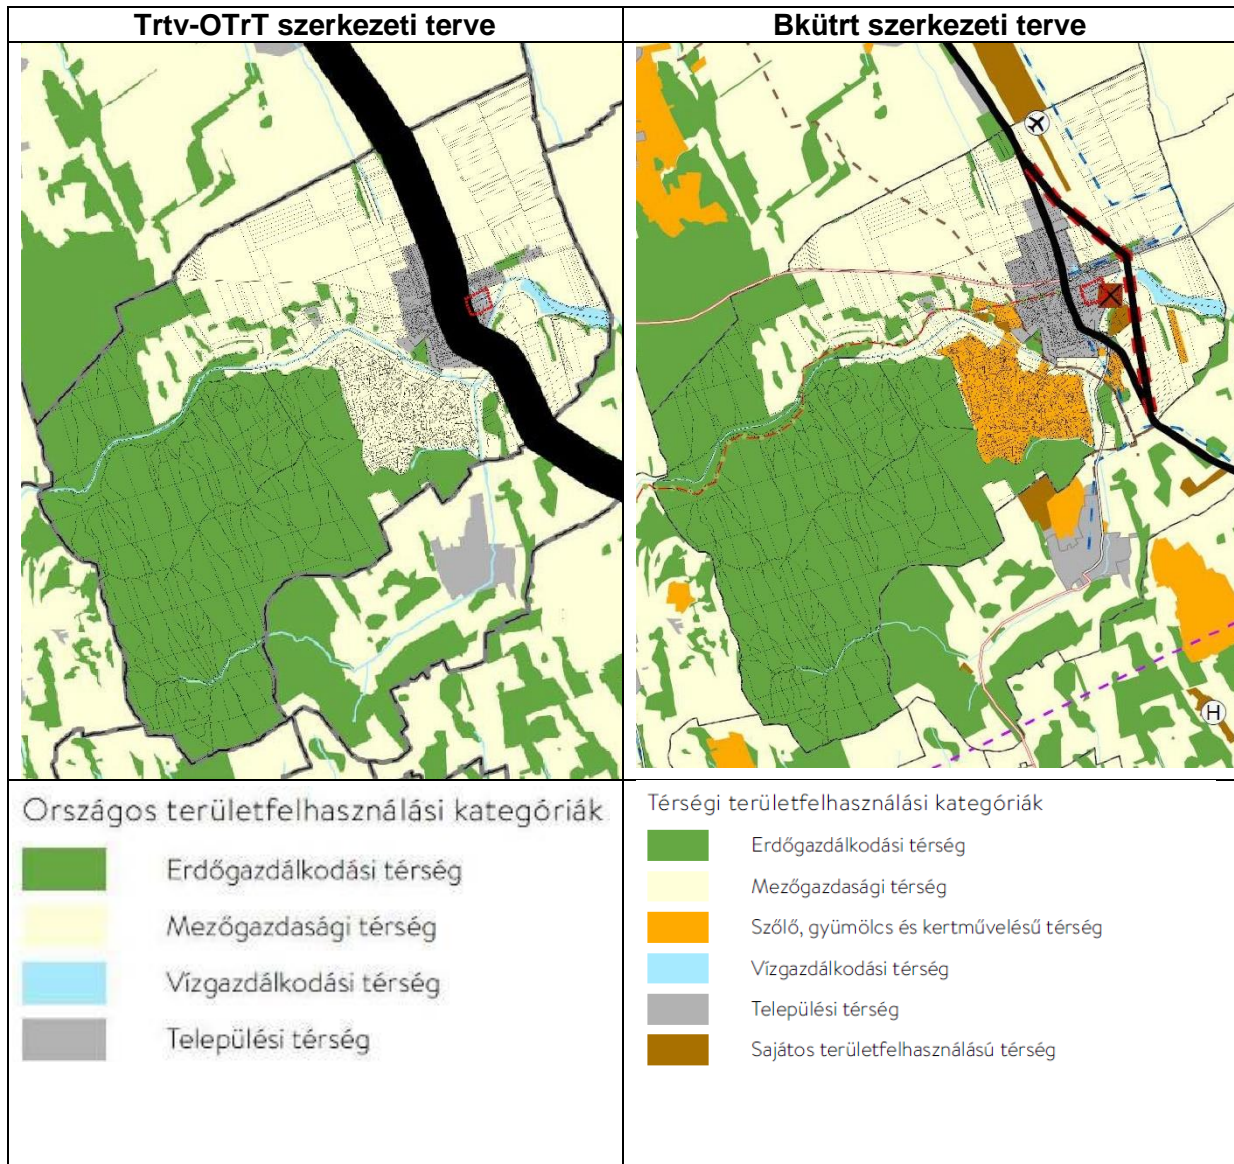 Trtv-OTrT szerkezeti terve
Bkütrt szerkezeti terve
H
Országos területfelhasználási kategóriák
Erdőgazdálkodási térség
Mezőgazdasági térség
Vízgazdálkodási térség
Települési térség
Térségi területfelhasználási kategóriák
Erdőgazdálkodási térség
Mezőgazdasági térség
Szőlő, gyümölcs és kertművelésű térség
Vízgazdálkodási térség
Települési térség
Sajátos területfelhasználású térség